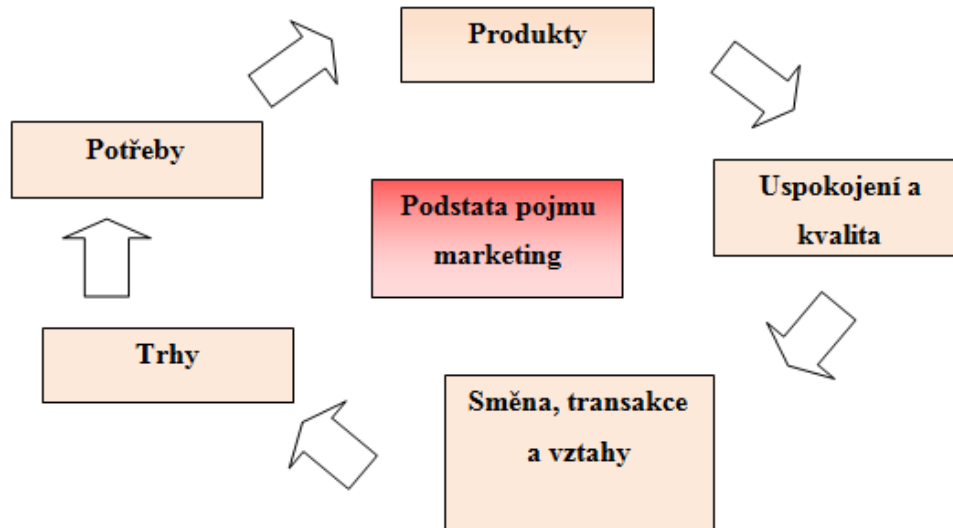 Produkty
Potřeby
Uspokojení a
kvalita
Podstata pojmu
marketing
Trhy
Směna, transakce
a vztahy